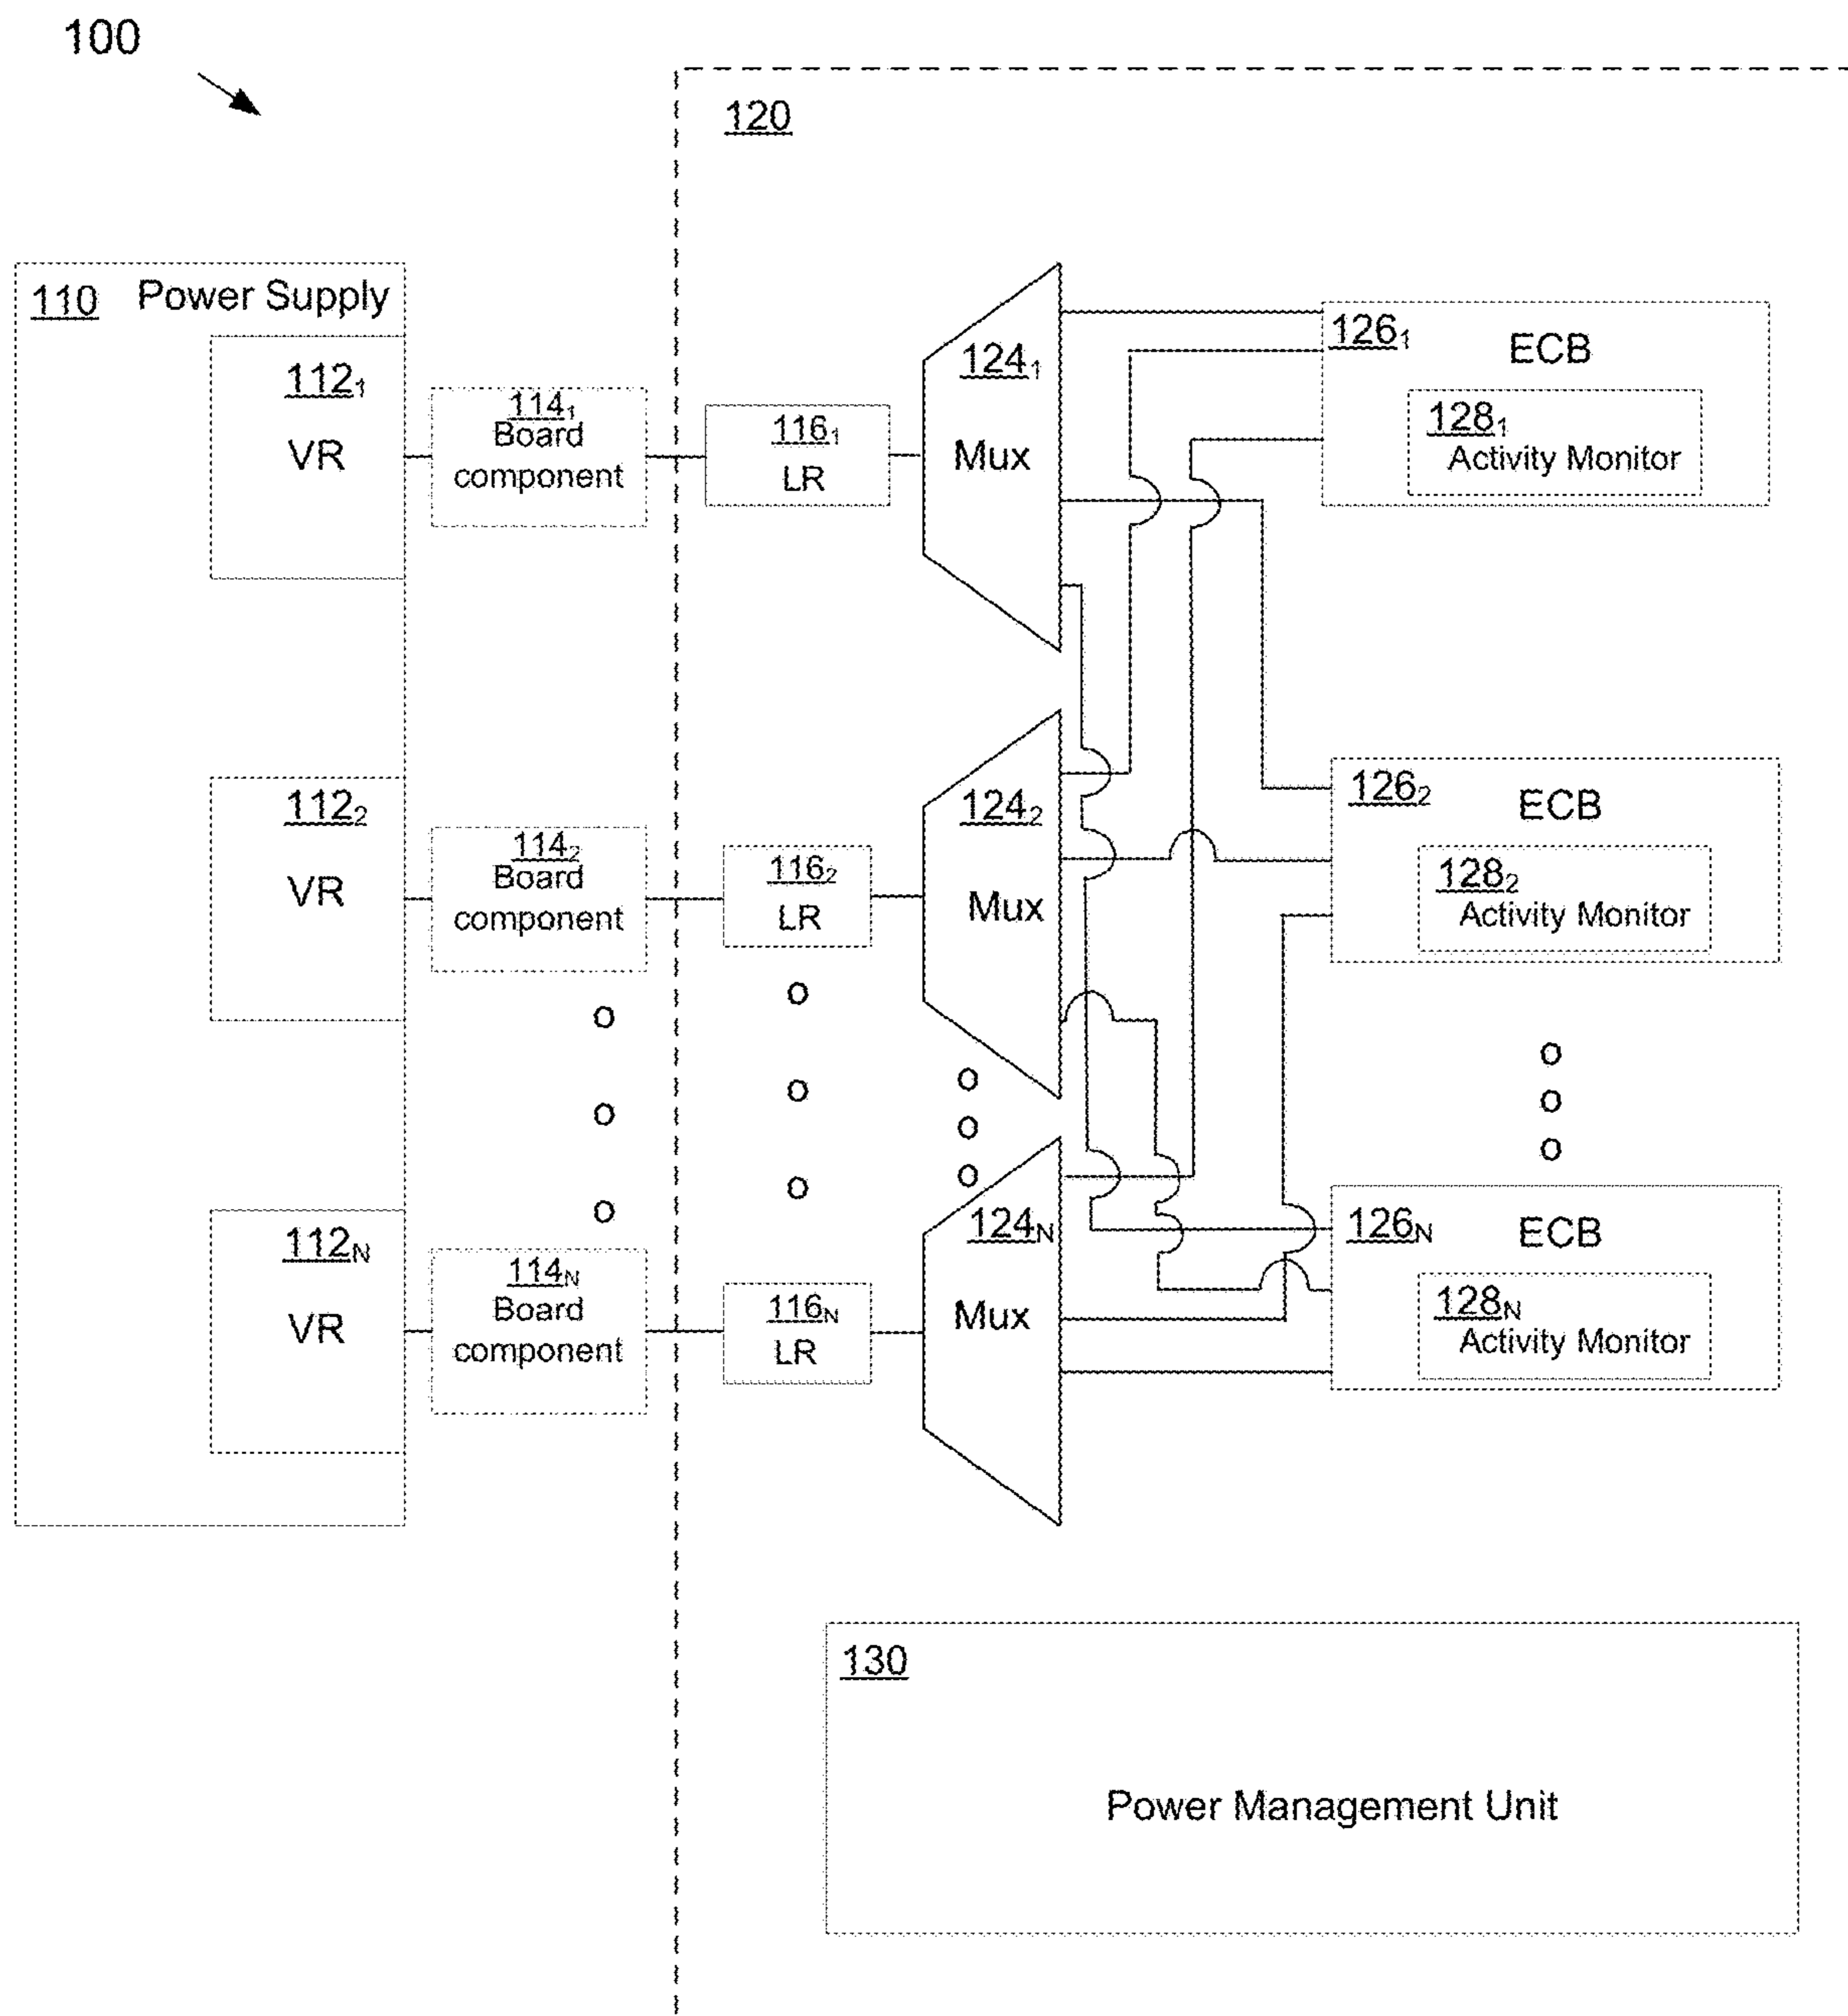 100
120
110 Power Supply
112₁
VR
114₁
Board
component
116₁
LR
124₁
Mux
126₁
ECB
128₁
Activity Monitor
112₂
VR
114₂
Board
component
116₂
LR
124₂
Mux
126₂
ECB
128₂
Activity Monitor
112N
VR
114N
Board
component
116N
LR
124N
Mux
126N
ECB
128N
Activity Monitor
130
Power Management Unit